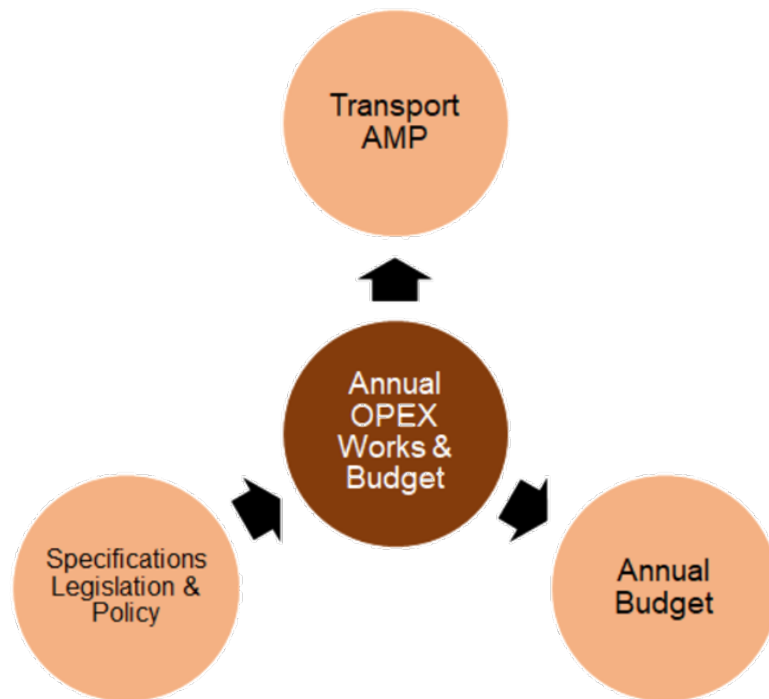 Transport
AMP
Annual
OPEX
Works &
Budget
Specifications
Legislation &
Policy
Annual
Budget